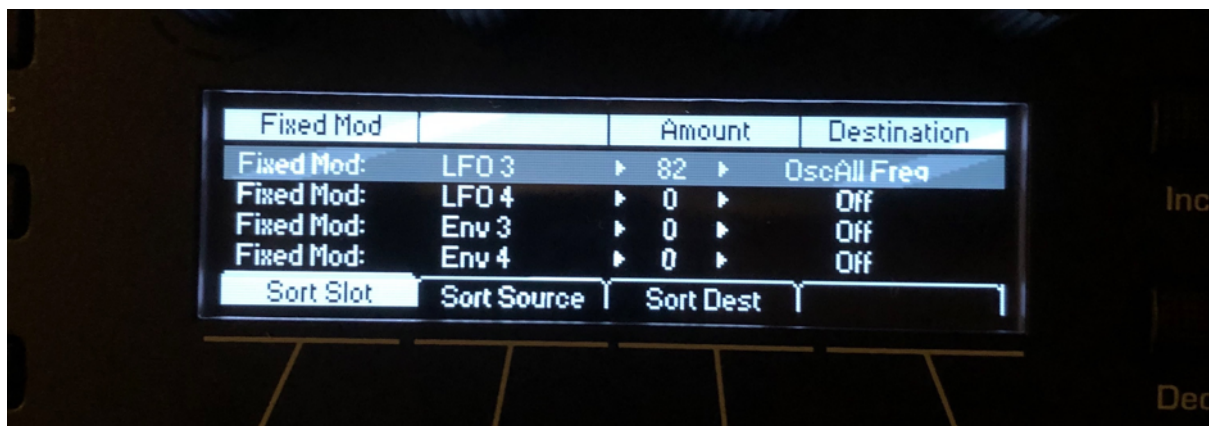 Fixed Mod Amount Destination
Fixed Mod: LFO 3 ▸ 82 ▸ OscAll Freq
Fixed Mod: LFO 4 ▸ 0 ▸ Off
Fixed Mod: Env 3 ▸ 0 ▸ Off
Fixed Mod: Env 4 ▸ 0 ▸ Off
Sort Slot Sort Source Sort Dest
Inc
Dec